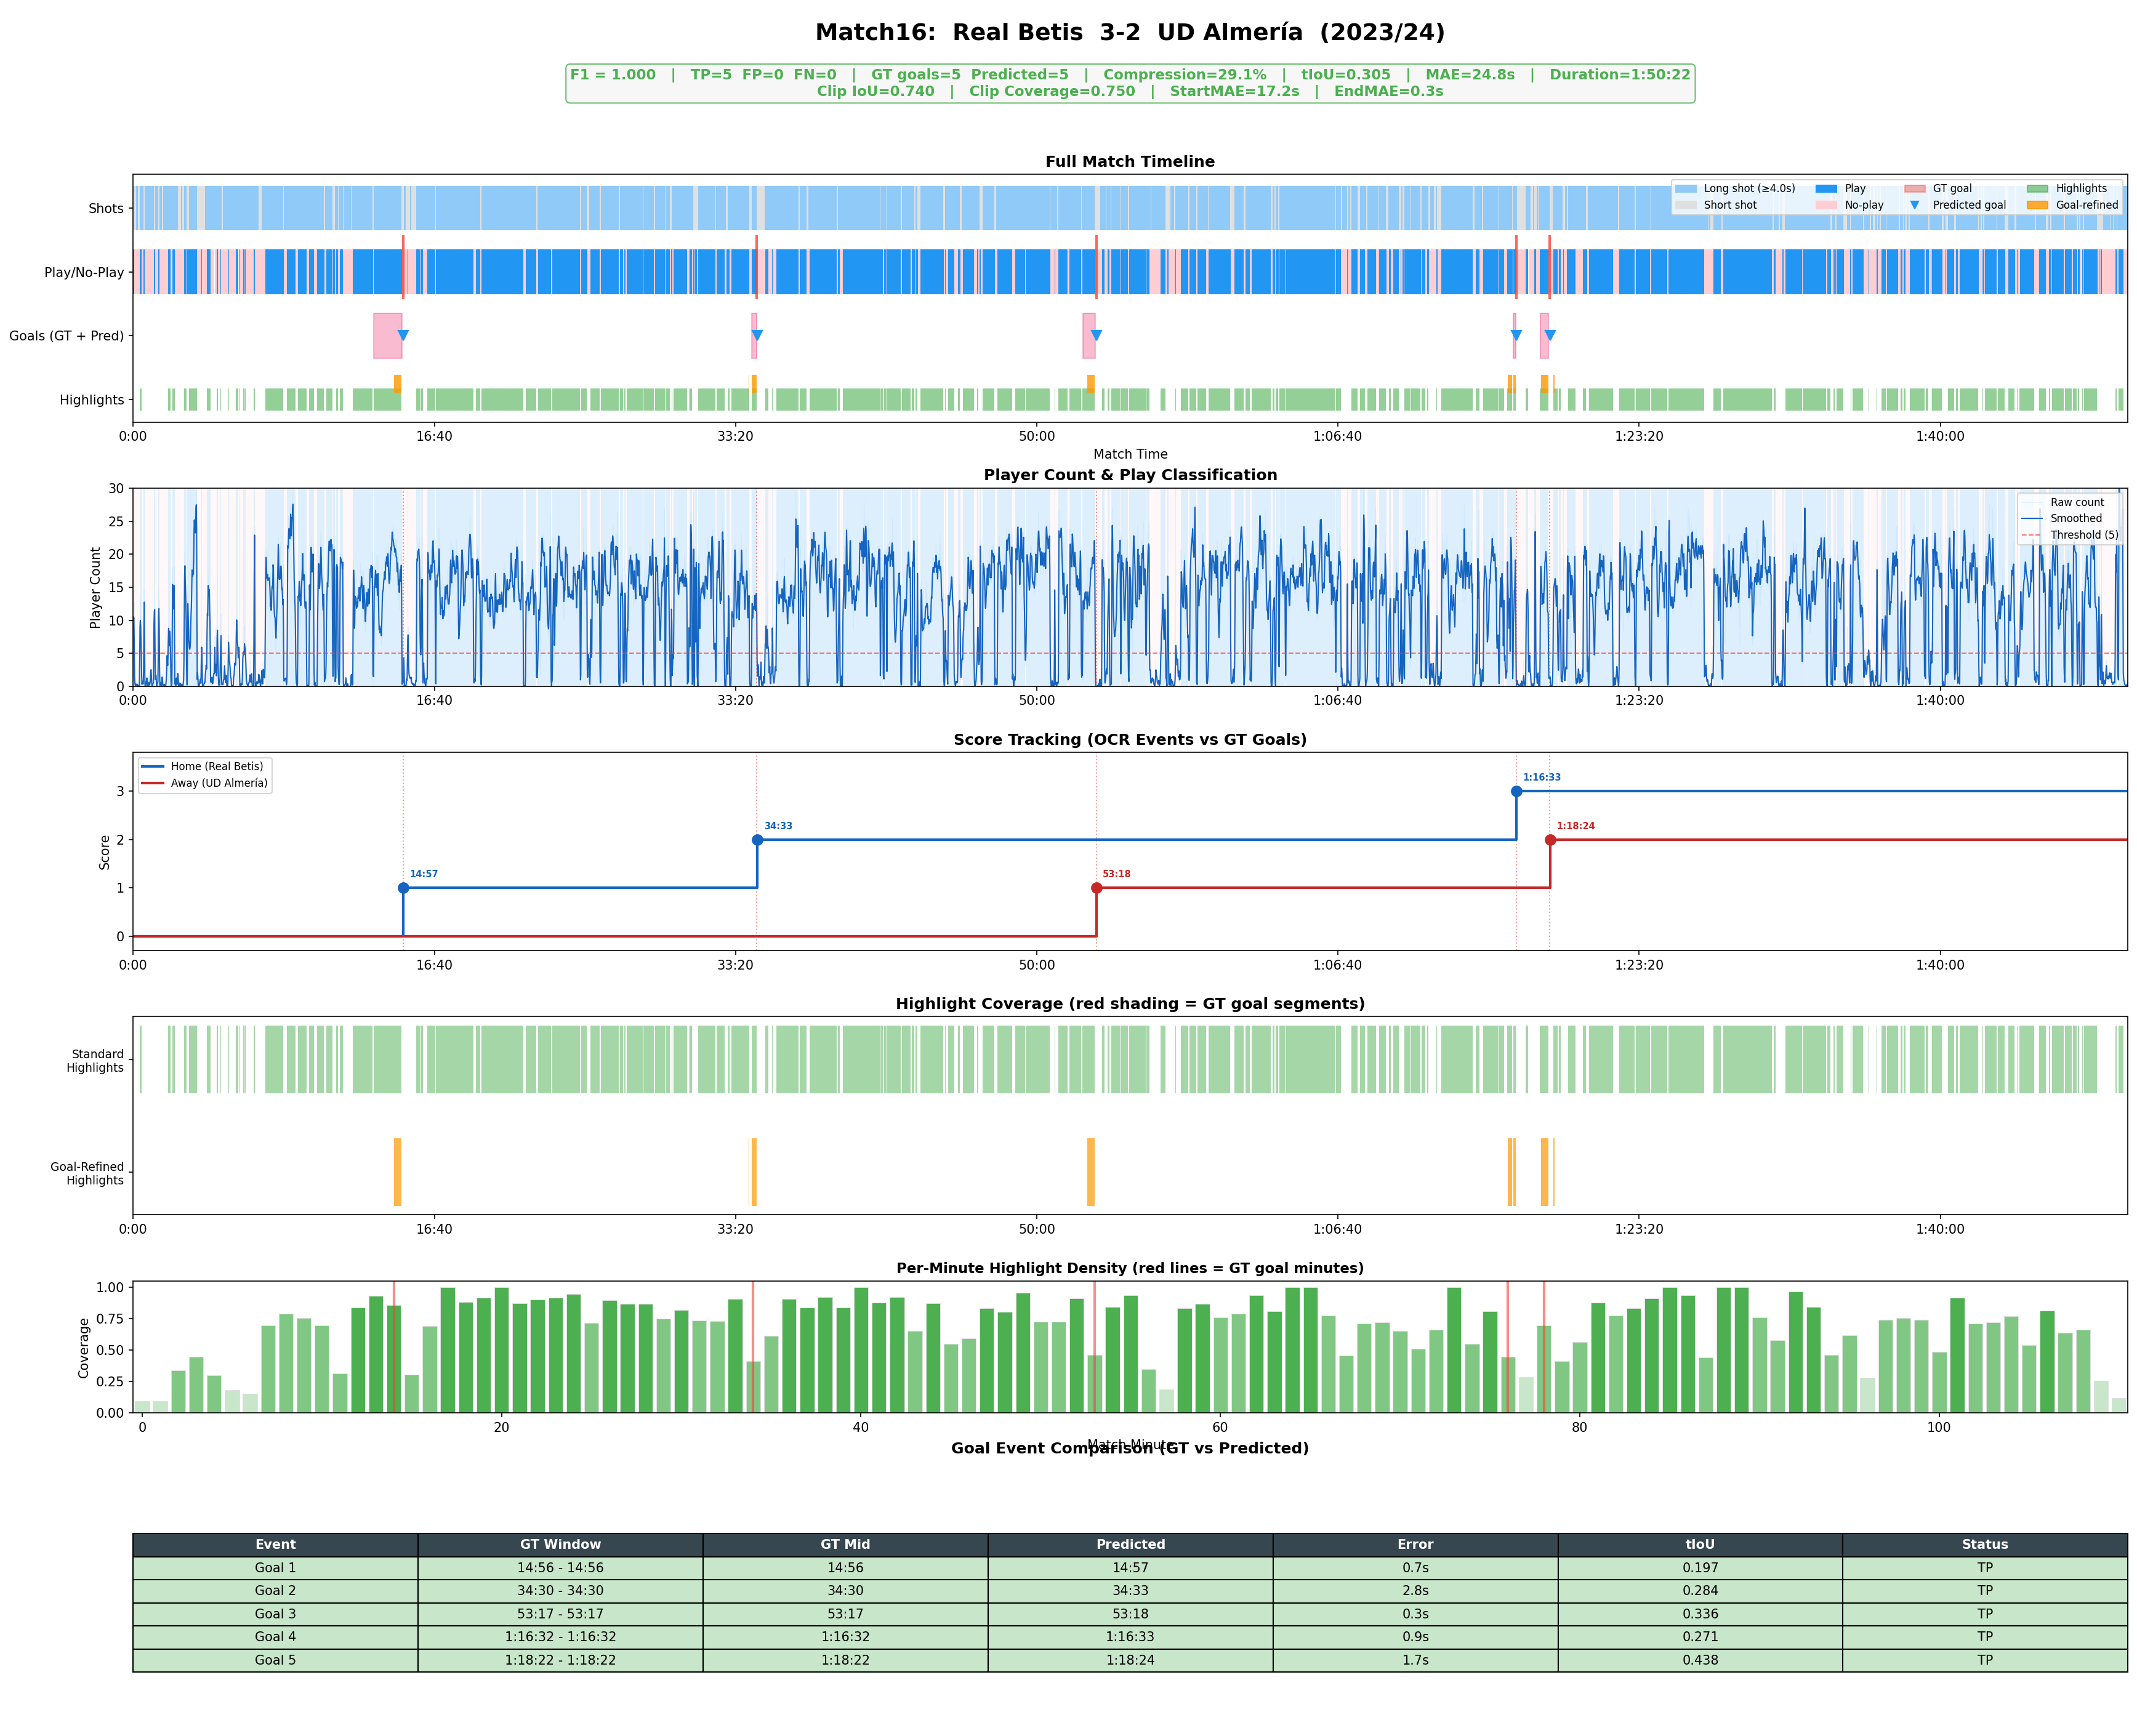 Match16:  Real Betis  3-2  UD Almería  (2023/24)
F1 = 1.000  |  TP=5  FP=0  FN=0  |  GT goals=5  Predicted=5  |  Compression=29.1%  |  tIoU=0.305  |  MAE=24.8s  |  Duration=1:50:22
Clip IoU=0.740  |  Clip Coverage=0.750  |  StartMAE=17.2s  |  EndMAE=0.3s
Full Match Timeline
Long shot (≥4.0s)  Play  GT goal  Highlights
Short shot  No-play  Predicted goal  Goal-refined
Shots
Play/No-Play
Goals (GT + Pred)
Highlights
0:00  16:40  33:20  50:00  1:06:40  1:23:20  1:40:00
Match Time
Player Count & Play Classification
Raw count
Smoothed
Threshold (5)
Player Count
30
25
20
15
10
5
0
0:00  16:40  33:20  50:00  1:06:40  1:23:20  1:40:00
Score Tracking (OCR Events vs GT Goals)
Home (Real Betis)
Away (UD Almería)
Score
3
2
1
0
14:57
34:33
53:18
1:16:33
1:18:24
0:00  16:40  33:20  50:00  1:06:40  1:23:20  1:40:00
Highlight Coverage (red shading = GT goal segments)
Standard
Highlights
Goal-Refined
Highlights
0:00  16:40  33:20  50:00  1:06:40  1:23:20  1:40:00
Per-Minute Highlight Density (red lines = GT goal minutes)
Coverage
1.00
0.75
0.50
0.25
0.00
0  20  40  60  80  100
Match Minute
Goal Event Comparison (GT vs Predicted)
Event  GT Window  GT Mid  Predicted  Error  tIoU  Status
Goal 1  14:56 - 14:56  14:56  14:57  0.7s  0.197  TP
Goal 2  34:30 - 34:30  34:30  34:33  2.8s  0.284  TP
Goal 3  53:17 - 53:17  53:17  53:18  0.3s  0.336  TP
Goal 4  1:16:32 - 1:16:32  1:16:32  1:16:33  0.9s  0.271  TP
Goal 5  1:18:22 - 1:18:22  1:18:22  1:18:24  1.7s  0.438  TP